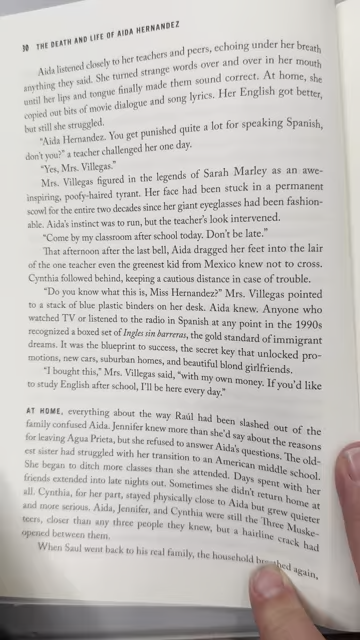 30 THE DEATH AND LIFE OF AIDA HERNANDEZ
Aida listened closely to her teachers and peers, echoing under her breath
anything they said. She turned strange words over and over in her mouth
until her lips and tongue finally made them sound correct. At home, she
copied out bits of movie dialogue and song lyrics. Her English got better,
but still she struggled.
"Aida Hernandez. You get punished quite a lot for speaking Spanish,
don't you?" a teacher challenged her one day.
"Yes, Mrs. Villegas."
Mrs. Villegas figured in the legends of Sarah Marley as an awe-
inspiring, poofy-haired tyrant. Her face had been stuck in a permanent
scowl for the entire two decades since her giant eyeglasses had been fashion-
able. Aida's instinct was to run, but the teacher's look intervened.
"Come by my classroom after school today. Don't be late."
That afternoon after the last bell, Aida dragged her feet into the lair
of the one teacher even the greenest kid from Mexico knew not to cross.
Cynthia followed behind, keeping a cautious distance in case of trouble.
"Do you know what this is, Miss Hernandez?" Mrs. Villegas pointed
to a stack of blue plastic binders on her desk. Aida knew. Anyone who
watched TV or listened to the radio in Spanish at any point in the 1990s
recognized a boxed set of Ingles sin barreras, the gold standard of immigrant
dreams. It was the blueprint to success, the secret key that unlocked pro-
motions, new cars, suburban homes, and beautiful blond girlfriends.
"I bought this," Mrs. Villegas said, "with my own money. If you'd like
to study English after school, I'll be here every day."
AT HOME, everything about the way Raúl had been slashed out of the
family confused Aida. Jennifer knew more than she'd say about the reasons
for leaving Agua Prieta, but she refused to answer Aida's questions. The old-
est sister had struggled with her transition to an American middle school.
She began to ditch more classes than she attended. Days spent with her
friends extended into late nights out. Sometimes she didn't return home at
all. Cynthia, for her part, stayed physically close to Aida but grew quieter
and more serious. Aida, Jennifer, and Cynthia were still the Three Muske-
teers, closer than any three people they knew, but a hairline crack had
opened between them.
When Saul went back to his real family, the household breathed again,